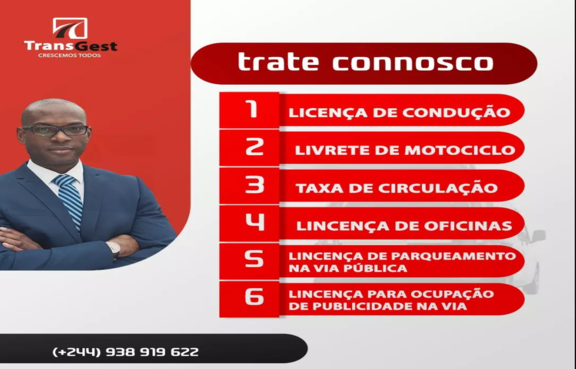 TransGest
CRESCEMOS TODOS
trate connosco
1 LICENÇA DE CONDUÇÃO
2 LIVRETE DE MOTOCICLO
3 TAXA DE CIRCULAÇÃO
4 LINCENÇA DE OFICINAS
5 LINCENÇA DE PARQUEAMENTO
NA VIA PÚBLICA
6 LINCENÇA PARA OCUPAÇÃO
DE PUBLICIDADE NA VIA
(+244) 938 919 622